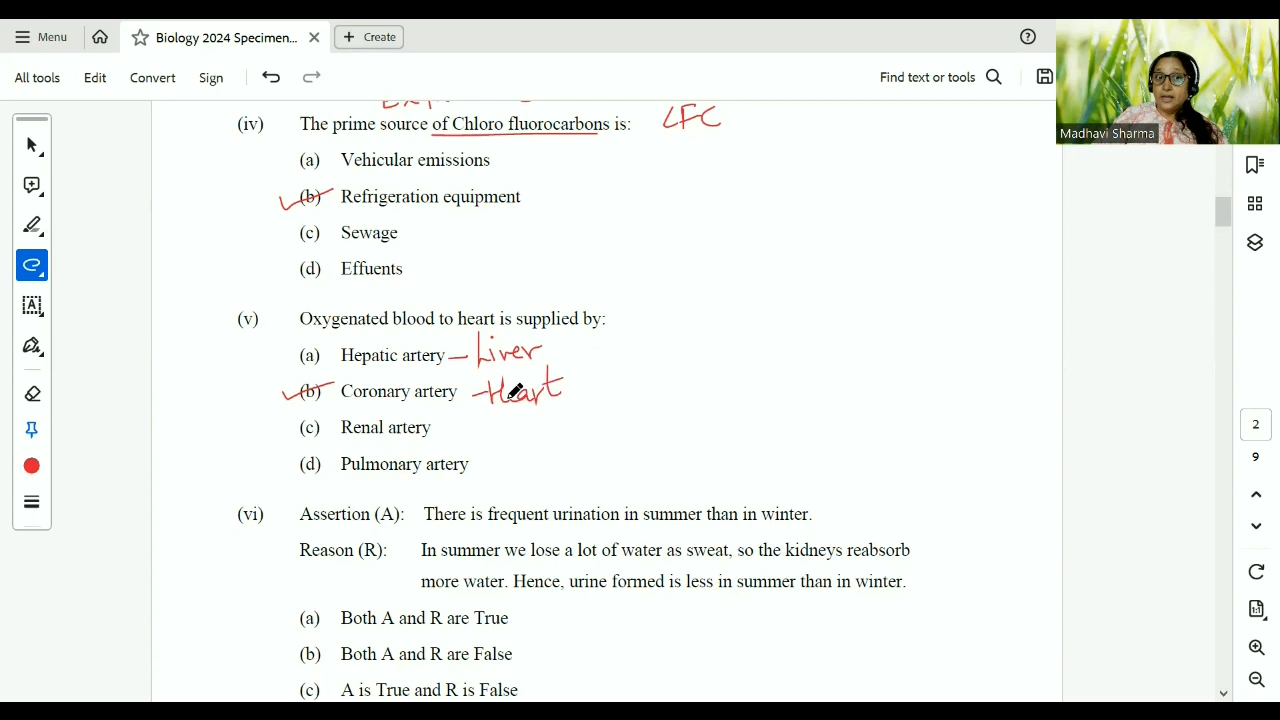 Menu
Biology 2024 Specimen...
Create
All tools
Edit
Convert
Sign
Find text or tools
Madhavi Sharma
(iv) The prime source of Chloro fluorocarbons is: CFC
(a) Vehicular emissions
(b) Refrigeration equipment
(c) Sewage
(d) Effuents
(v) Oxygenated blood to heart is supplied by:
(a) Hepatic artery - Liver
(b) Coronary artery - Heart
(c) Renal artery
(d) Pulmonary artery
(vi) Assertion (A): There is frequent urination in summer than in winter.
Reason (R): In summer we lose a lot of water as sweat, so the kidneys reabsorb
more water. Hence, urine formed is less in summer than in winter.
(a) Both A and R are True
(b) Both A and R are False
(c) A is True and R is False
2
9
1:1